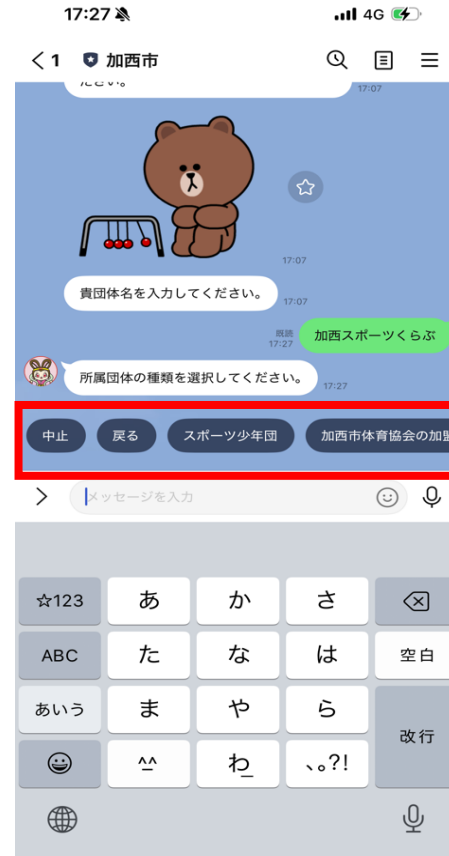 17:27
4G
1
加西市
ださい。
17:07
17:07
貴団体名を入力してください。
17:07
既読
17:27
加西スポーツくらぶ
所属団体の種類を選択してください。
17:27
中止
戻る
スポーツ少年団
加西市体育協会の加盟
メッセージを入力
☆123
あ
か
さ
ABC
た
な
は
空白
あいう
ま
や
ら
改行
^^
わ
、。?!